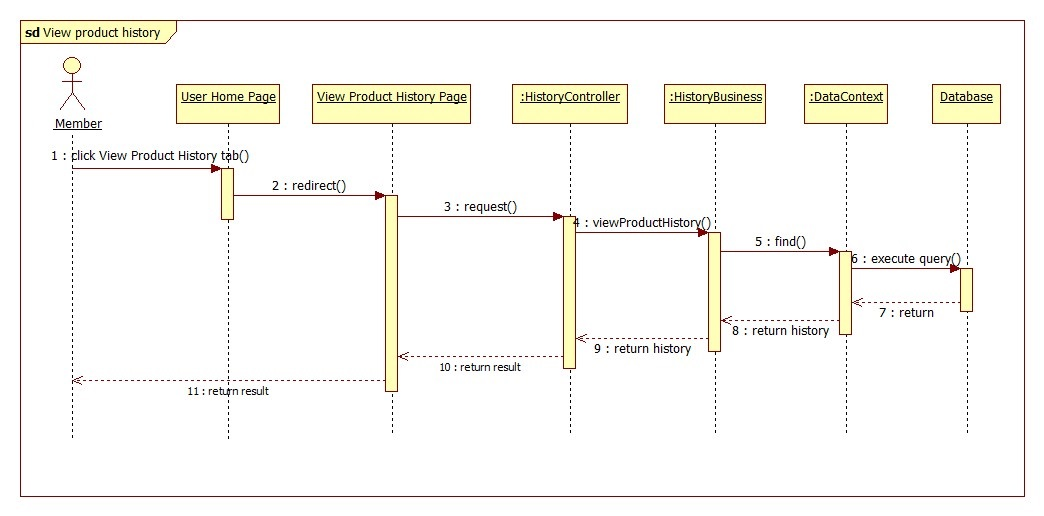 sd View product history
Member
User Home Page
View Product History Page
:HistoryController
:HistoryBusiness
:DataContext
Database
1 : click View Product History tab()
2 : redirect()
3 : request()
4 : viewProductHistory()
5 : find()
6 : execute query()
7 : return
8 : return history
9 : return history
10 : return result
11 : return result